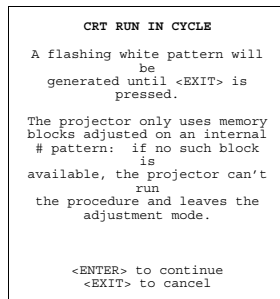 CRT RUN IN CYCLE
A flashing white pattern will
be
generated until <EXIT> is
pressed.
The projector only uses memory
blocks adjusted on an internal
# pattern: if no such block
is
available, the projector can't
run
the procedure and leaves the
adjustment mode.
<ENTER> to continue
<EXIT> to cancel